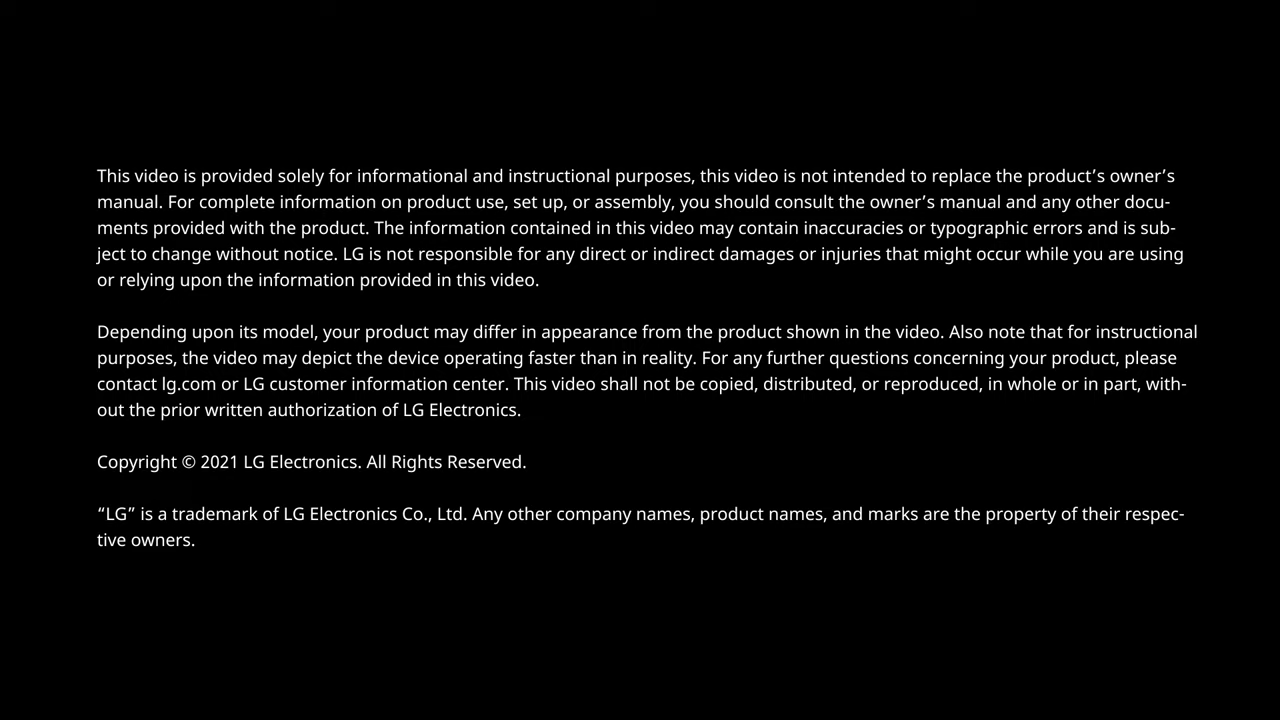 This video is provided solely for informational and instructional purposes, this video is not intended to replace the product’s owner’s
manual. For complete information on product use, set up, or assembly, you should consult the owner’s manual and any other docu-
ments provided with the product. The information contained in this video may contain inaccuracies or typographic errors and is sub-
ject to change without notice. LG is not responsible for any direct or indirect damages or injuries that might occur while you are using
or relying upon the information provided in this video.
Depending upon its model, your product may differ in appearance from the product shown in the video. Also note that for instructional
purposes, the video may depict the device operating faster than in reality. For any further questions concerning your product, please
contact lg.com or LG customer information center. This video shall not be copied, distributed, or reproduced, in whole or in part, with-
out the prior written authorization of LG Electronics.
Copyright © 2021 LG Electronics. All Rights Reserved.
“LG” is a trademark of LG Electronics Co., Ltd. Any other company names, product names, and marks are the property of their respec-
tive owners.